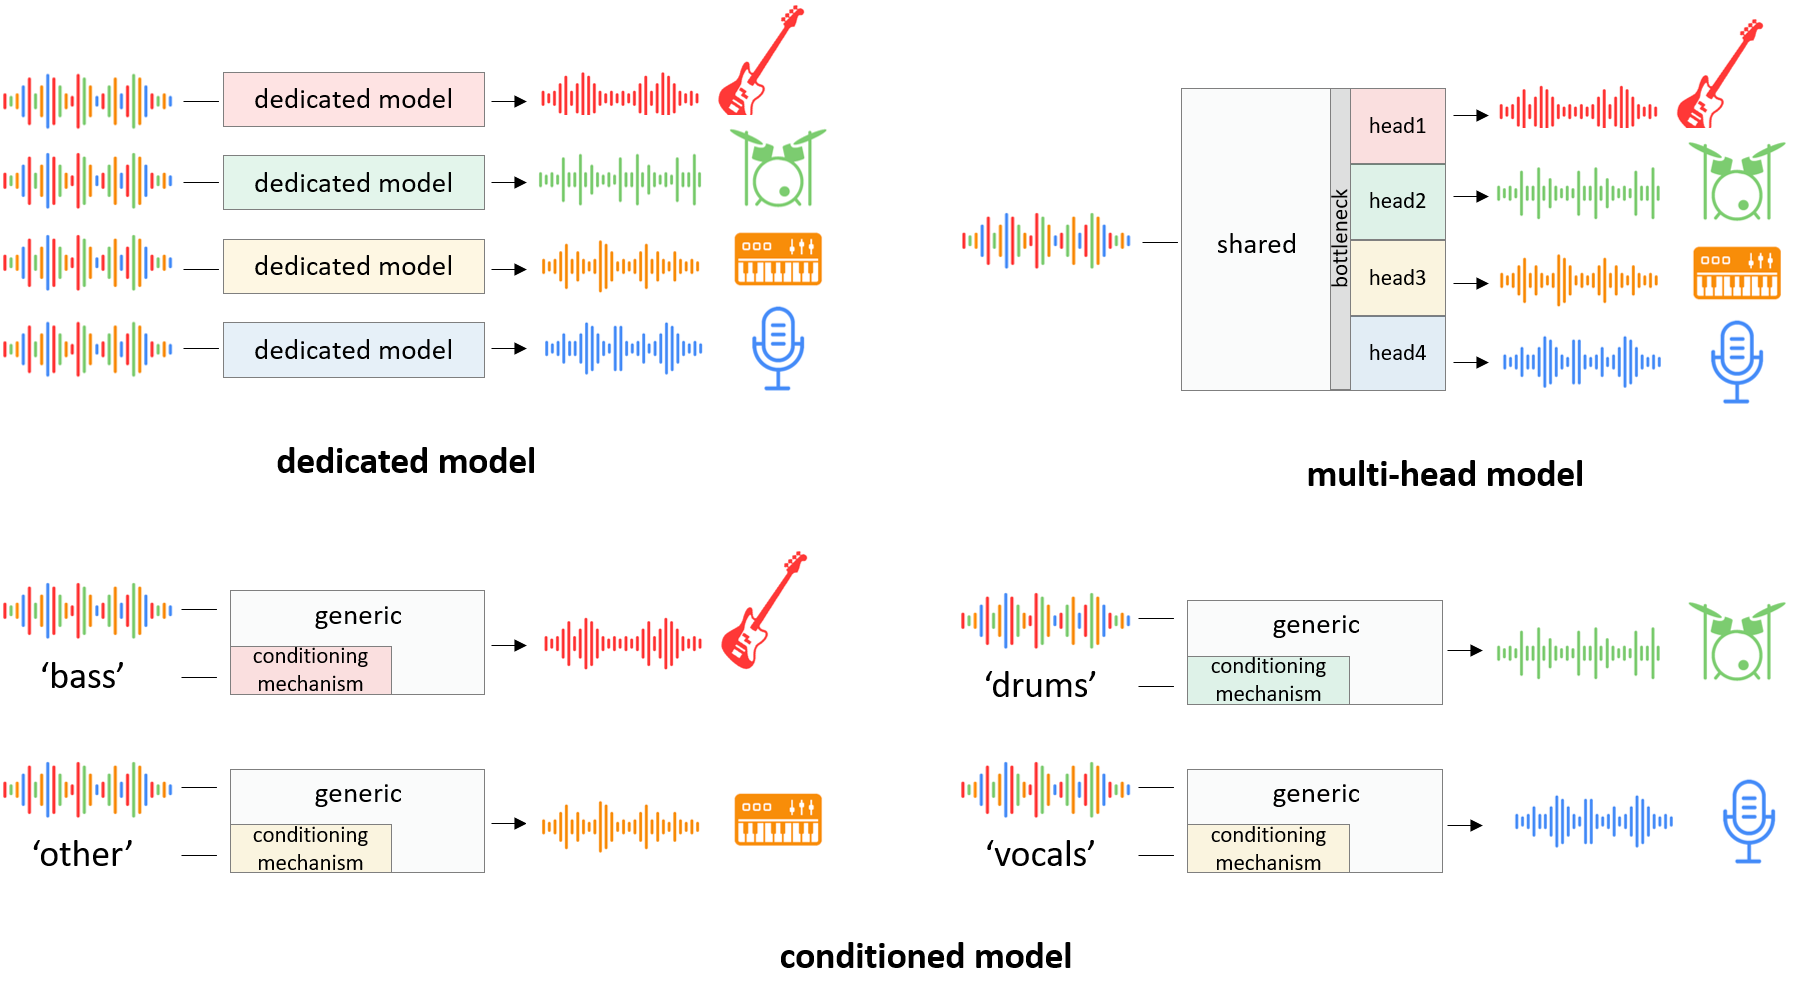 dedicated model
dedicated model
dedicated model
dedicated model
dedicated model
shared
bottleneck
head1
head2
head3
head4
multi-head model
‘bass’
generic
conditioning
mechanism
‘drums’
generic
conditioning
mechanism
‘other’
generic
conditioning
mechanism
‘vocals’
generic
conditioning
mechanism
conditioned model